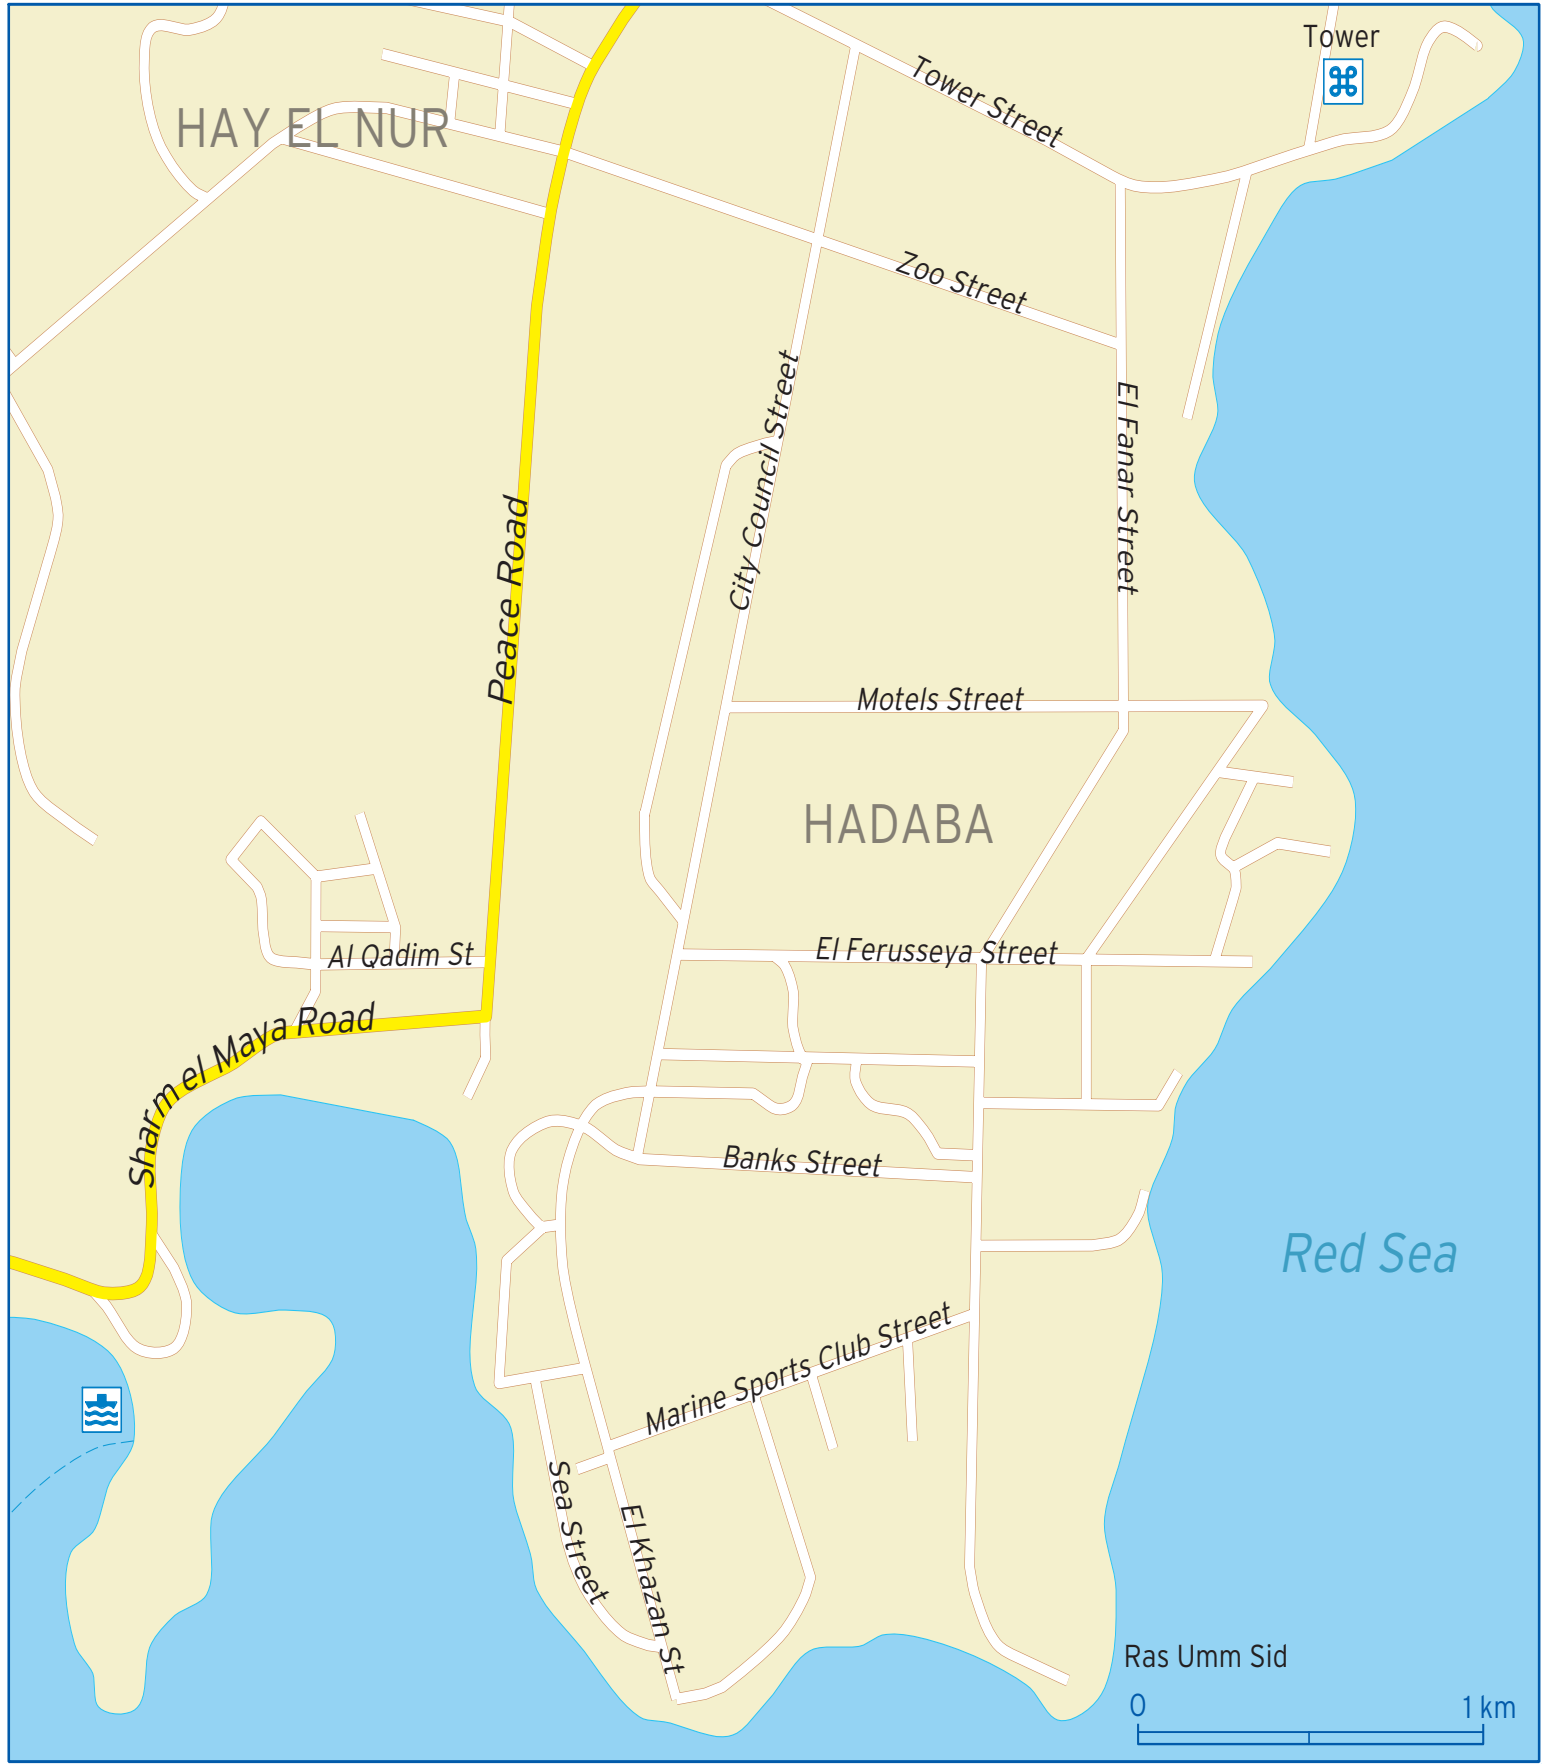 Tower
Tower Street
HAY EL NUR
Zoo Street
City Council Street
El Fanar Street
Peace Road
Motels Street
HADABA
Al Qadim St
El Ferusseya Street
Sharm el Maya Road
Banks Street
Red Sea
Marine Sports Club Street
Sea Street
El Khazan St
Ras Umm Sid
0 1 km